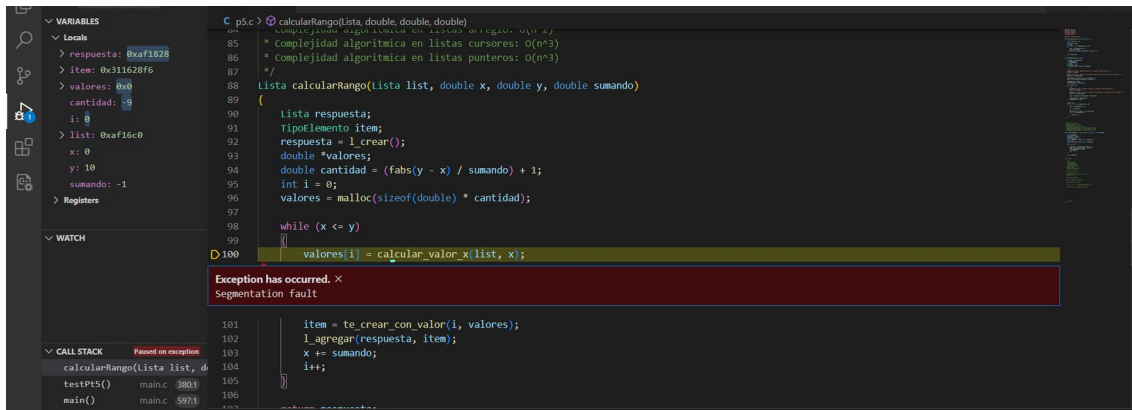 VARIABLES
Locals
respuesta: 0xaf1828
item: 0x311628f6
valores: 0x0
cantidad: -9
i: 0
list: 0xaf16c0
x: 0
y: 10
sumando: -1
Registers
WATCH
CALL STACK Paused on exception
calcularRango(Lista list, d
testPt5() main.c 380:1
main() main.c 597:1
C p5.c > calcularRango(Lista, double, double, double)
84 * Complejidad algoritmica en listas arreglo: O(n^2)
85 * Complejidad algoritmica en listas cursores: O(n^3)
86 * Complejidad algoritmica en listas punteros: O(n^3)
87 */
88 Lista calcularRango(Lista list, double x, double y, double sumando)
89 {
90 Lista respuesta;
91 TipoElemento item;
92 respuesta = l_crear();
93 double *valores;
94 double cantidad = (fabs(y - x) / sumando) + 1;
95 int i = 0;
96 valores = malloc(sizeof(double) * cantidad);
97
98 while (x <= y)
99 {
100 valores[i] = calcular_valor_x(list, x);
Exception has occurred. ×
Segmentation fault
101 item = te_crear_con_valor(i, valores);
102 l_agregar(respuesta, item);
103 x += sumando;
104 i++;
105 }
106
107 return respuesta;
1